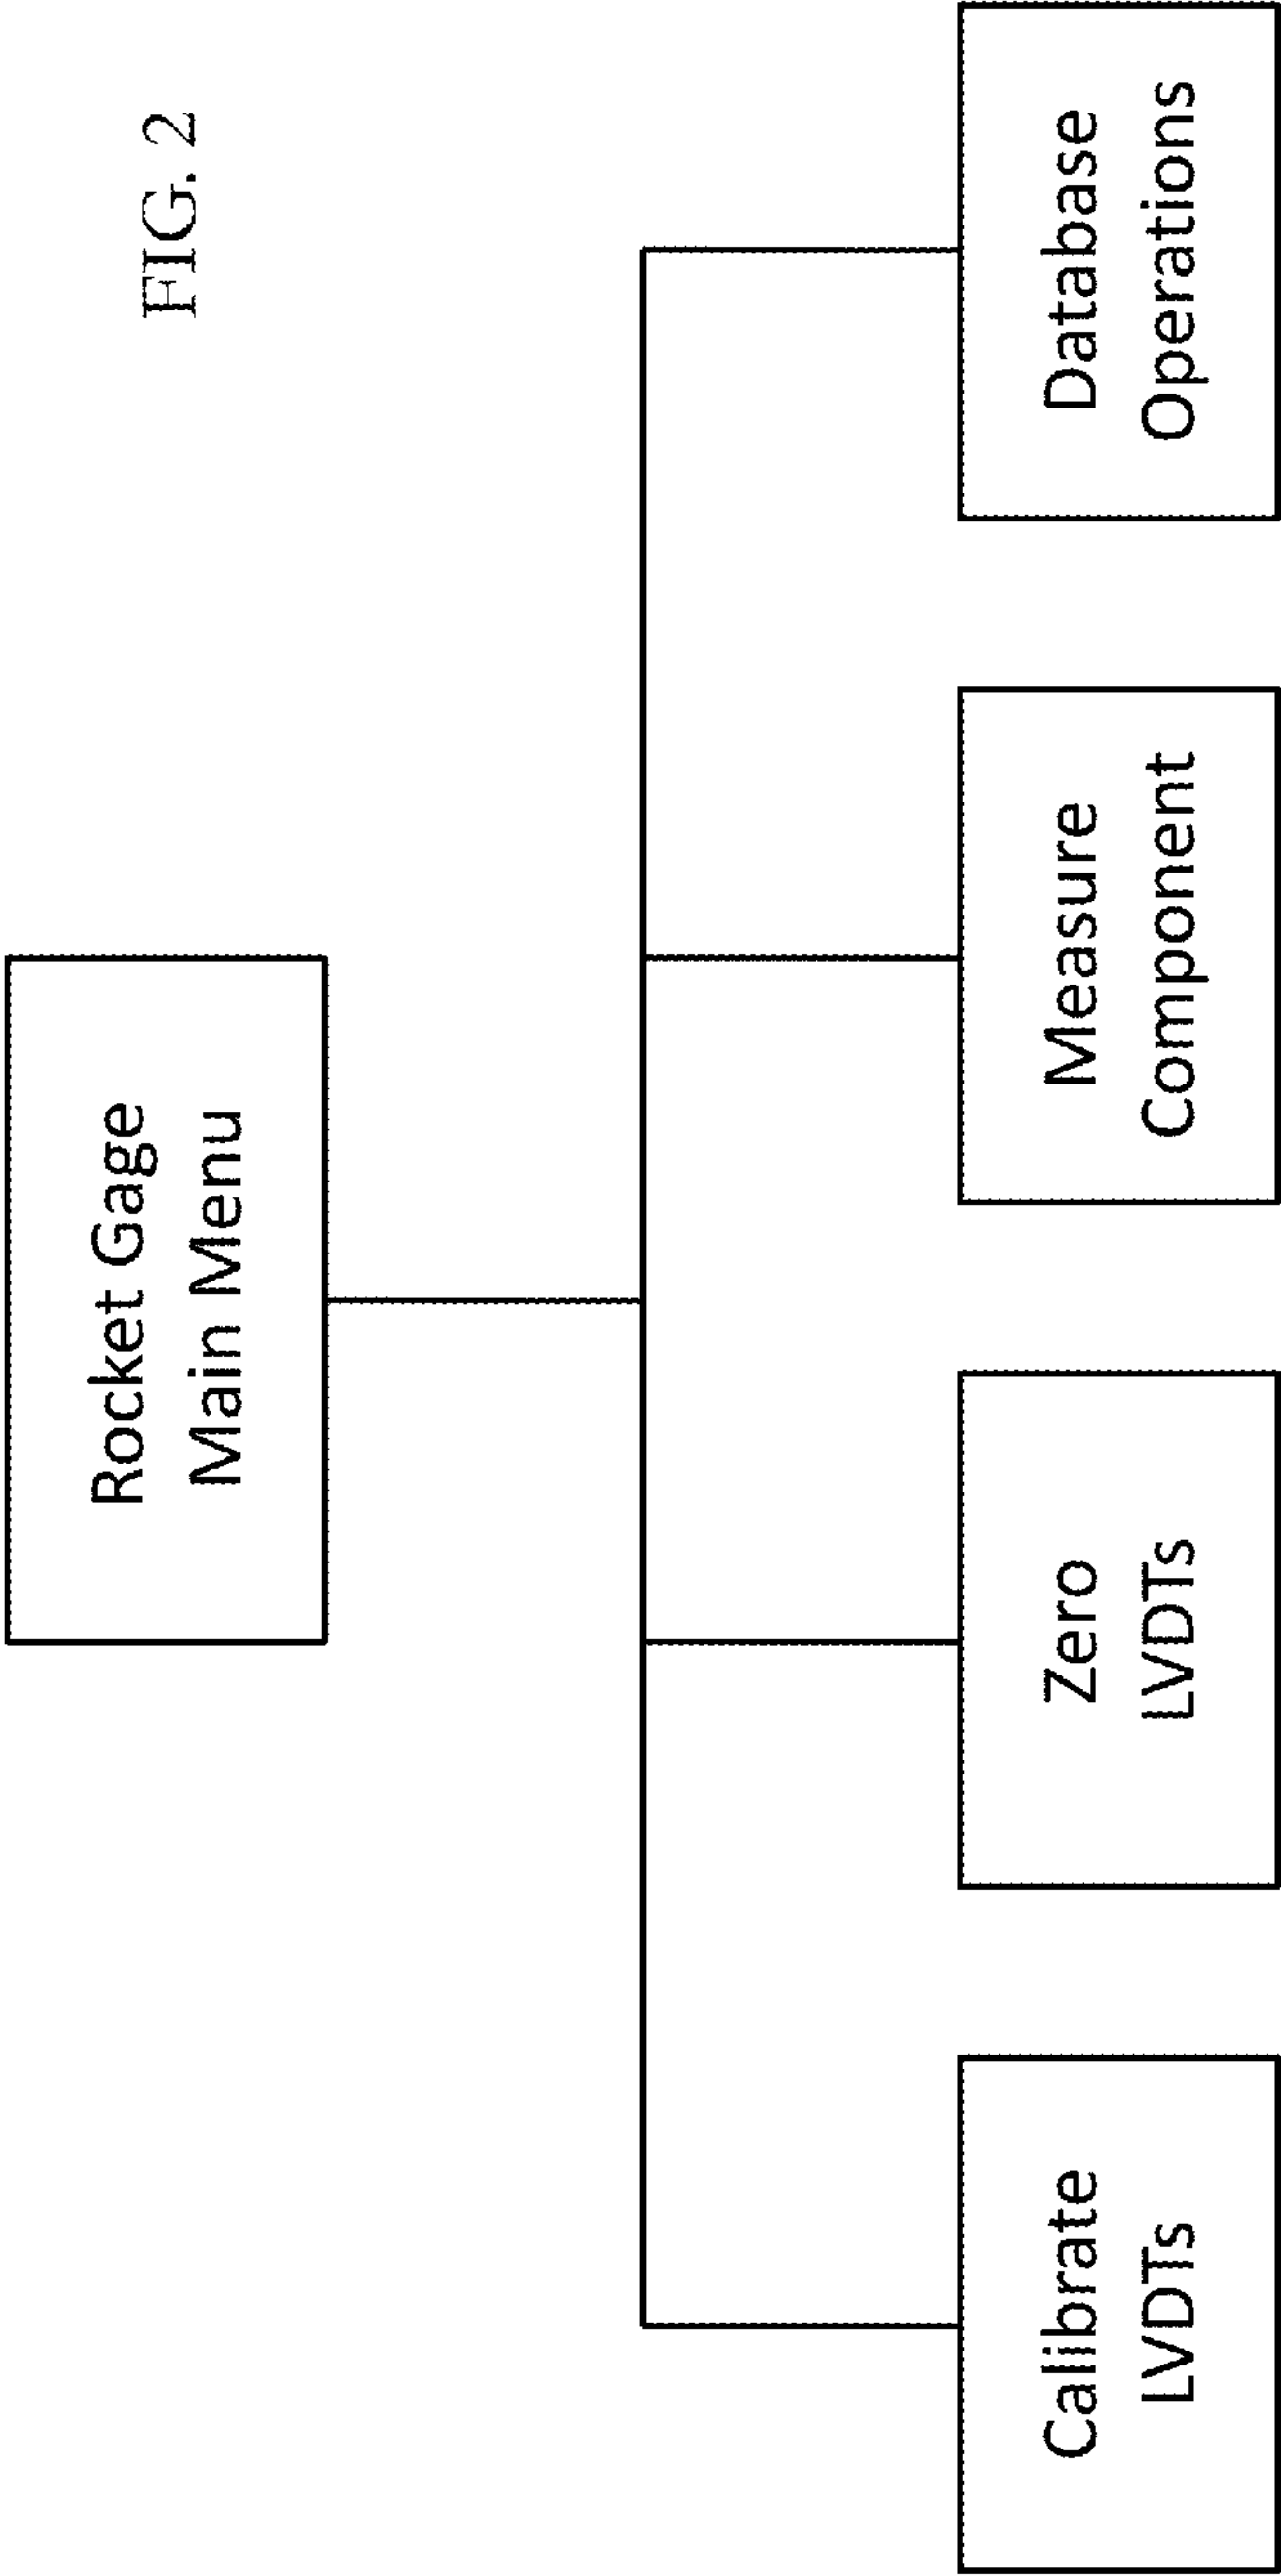 FIG. 2
Rocket Gage
Main Menu
Calibrate
LVDTs
Zero
LVDTs
Measure
Component
Database
Operations